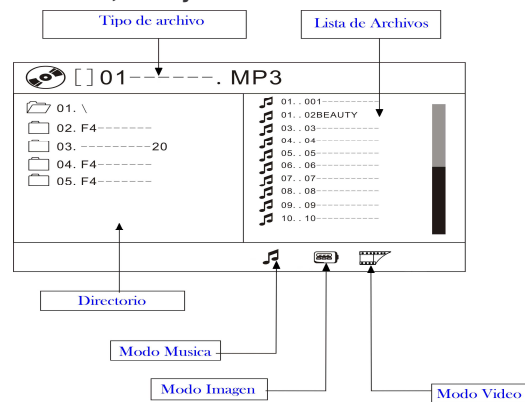 Tipo de archivo
Lista de Archivos
[ ] 01------. MP3
01. \
02. F4-------
03. ---------20
04. F4-------
05. F4-------
01. . 001-----------
01. . 02BEAUTY
03. . 03------------
04. . 04------------
05. . 05------------
06. . 06------------
07. . 07------------
08. . 08------------
09. . 09------------
10. . 10------------
Directorio
Modo Musica
Modo Imagen
Modo Video